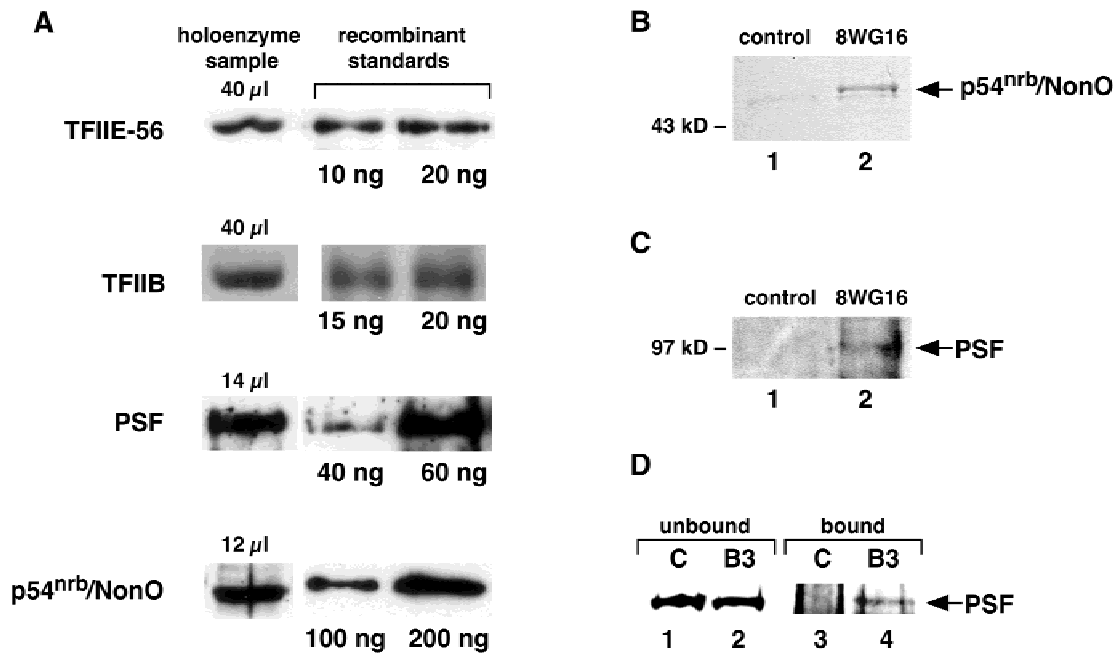 A
holoenzyme sample
recombinant standards
40 µl
TFIIE-56
10 ng 20 ng
40 µl
TFIIB
15 ng 20 ng
14 µl
PSF
40 ng 60 ng
12 µl
p54nrb/NonO
100 ng 200 ng
B
control 8WG16
p54nrb/NonO
43 kD –
1 2
C
control 8WG16
97 kD –
PSF
1 2
D
unbound bound
C B3 C B3
PSF
1 2 3 4